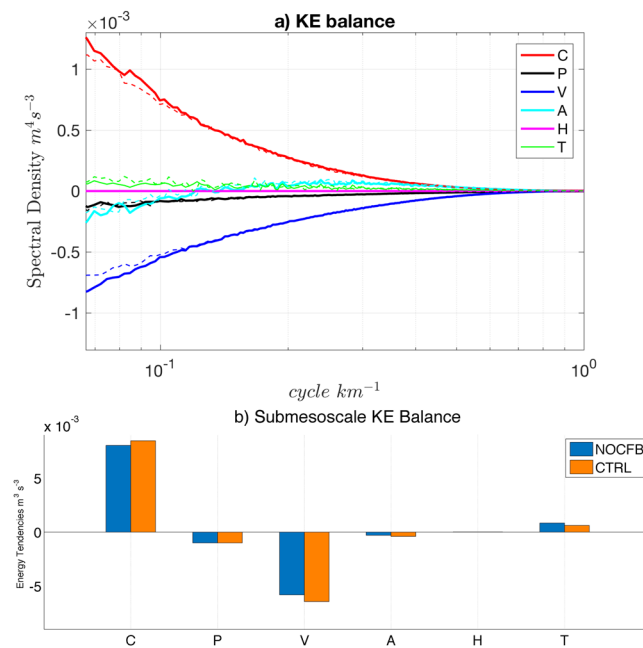 ×10⁻³
a) KE balance
1
0.5
0
-0.5
-1
Spectral Density m⁴s⁻³
C
P
V
A
H
T
10⁻¹
10⁰
cycle km⁻¹
b) Submesoscale KE Balance
x 10⁻³
5
0
-5
Energy Tendencies m³ s⁻³
NOCFB
CTRL
C
P
V
A
H
T